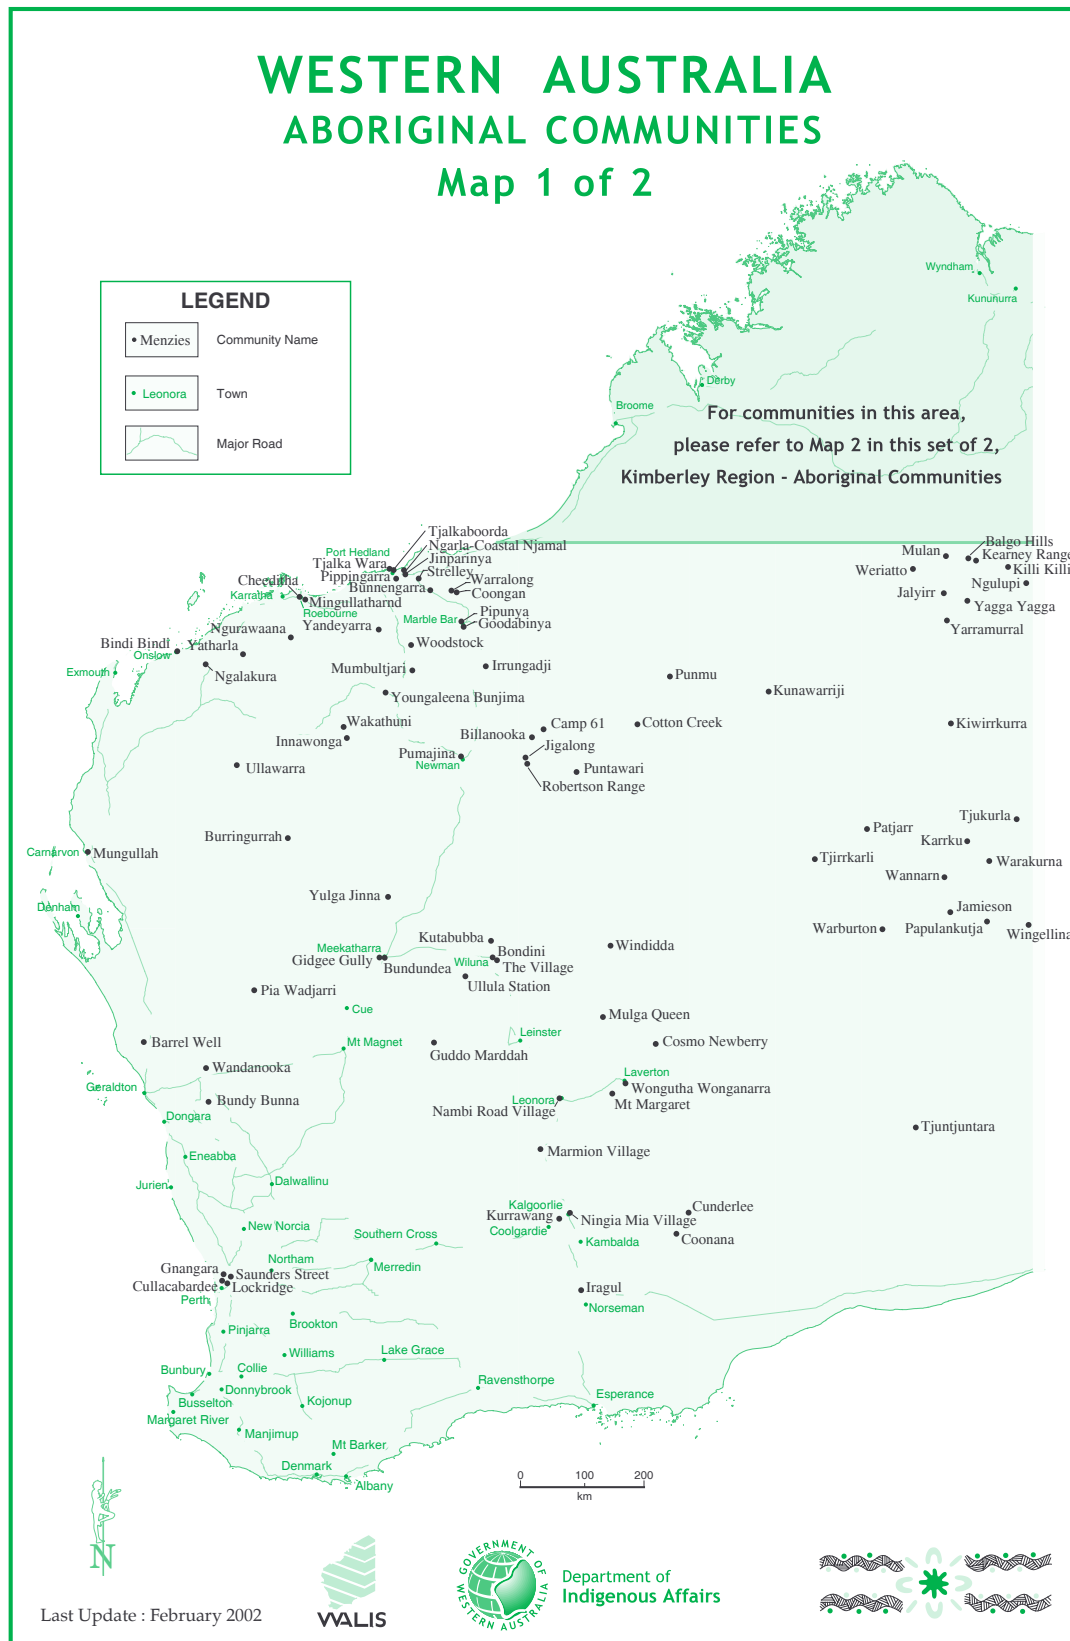 WESTERN AUSTRALIA
ABORIGINAL COMMUNITIES
Map 1 of 2
LEGEND
Menzies Community Name
Leonora Town
Major Road
Wyndham
Kununurra
Derby
Broome
For communities in this area,
please refer to Map 2 in this set of 2,
Kimberley Region - Aboriginal Communities
Tjalkaboorda
Ngarla-Coastal Njamal
Port Hedland
Jinparinya
Tjalka Wara
Strelley
Pippingarra
Warralong
Bunnengarra
Coongan
Cheeditha
Karratha
Mingullatharnd
Roebourne
Pipunya
Marble Bar
Goodabinya
Yandeyarra
Ngurawaana
Woodstock
Bindi Bindi
Yatharla
Onslow
Exmouth
Ngalakura
Mumbultjari
Irrungadji
Youngaleena Bunjima
Punmu
Kunawarriji
Balgo Hills
Mulan
Kearney Range
Weriatto
Killi Killi
Ngulupi
Jalyirr
Yagga Yagga
Yarramurral
Wakathuni
Innawonga
Camp 61
Billanooka
Cotton Creek
Kiwirrkurra
Jigalong
Pumajina
Newman
Puntawari
Robertson Range
Ullawarra
Burringurrah
Tjukurla
Patjarr
Karrku
Carnarvon
Mungullah
Tjirrkarli
Warakurna
Wannarn
Yulga Jinna
Denham
Jamieson
Warburton
Papulankutja
Wingellina
Kutabubba
Meekatharra
Bondini
Windidda
Gidgee Gully
Bundundea
Wiluna
The Village
Ullula Station
Pia Wadjarri
Cue
Mulga Queen
Leinster
Barrel Well
Mt Magnet
Guddo Marddah
Cosmo Newberry
Wandanooka
Laverton
Geraldton
Wongutha Wonganarra
Bundy Bunna
Leonora
Mt Margaret
Nambi Road Village
Dongara
Tjuntjuntara
Eneabba
Marmion Village
Jurien
Dalwallinu
Kalgoorlie
Cunderlee
Kurrawang
Ningia Mia Village
New Norcia
Coolgardie
Southern Cross
Kambalda
Coonana
Northam
Merredin
Gnangara
Saunders Street
Cullacabardee
Lockridge
Iragul
Perth
Norseman
Brookton
Pinjarra
Williams
Lake Grace
Bunbury
Collie
Ravensthorpe
Donnybrook
Busselton
Kojonup
Esperance
Margaret River
Manjimup
Mt Barker
Denmark
Albany
0 100 200
km
N
WALIS
GOVERNMENT OF
WESTERN AUSTRALIA
Department of
Indigenous Affairs
Last Update : February 2002